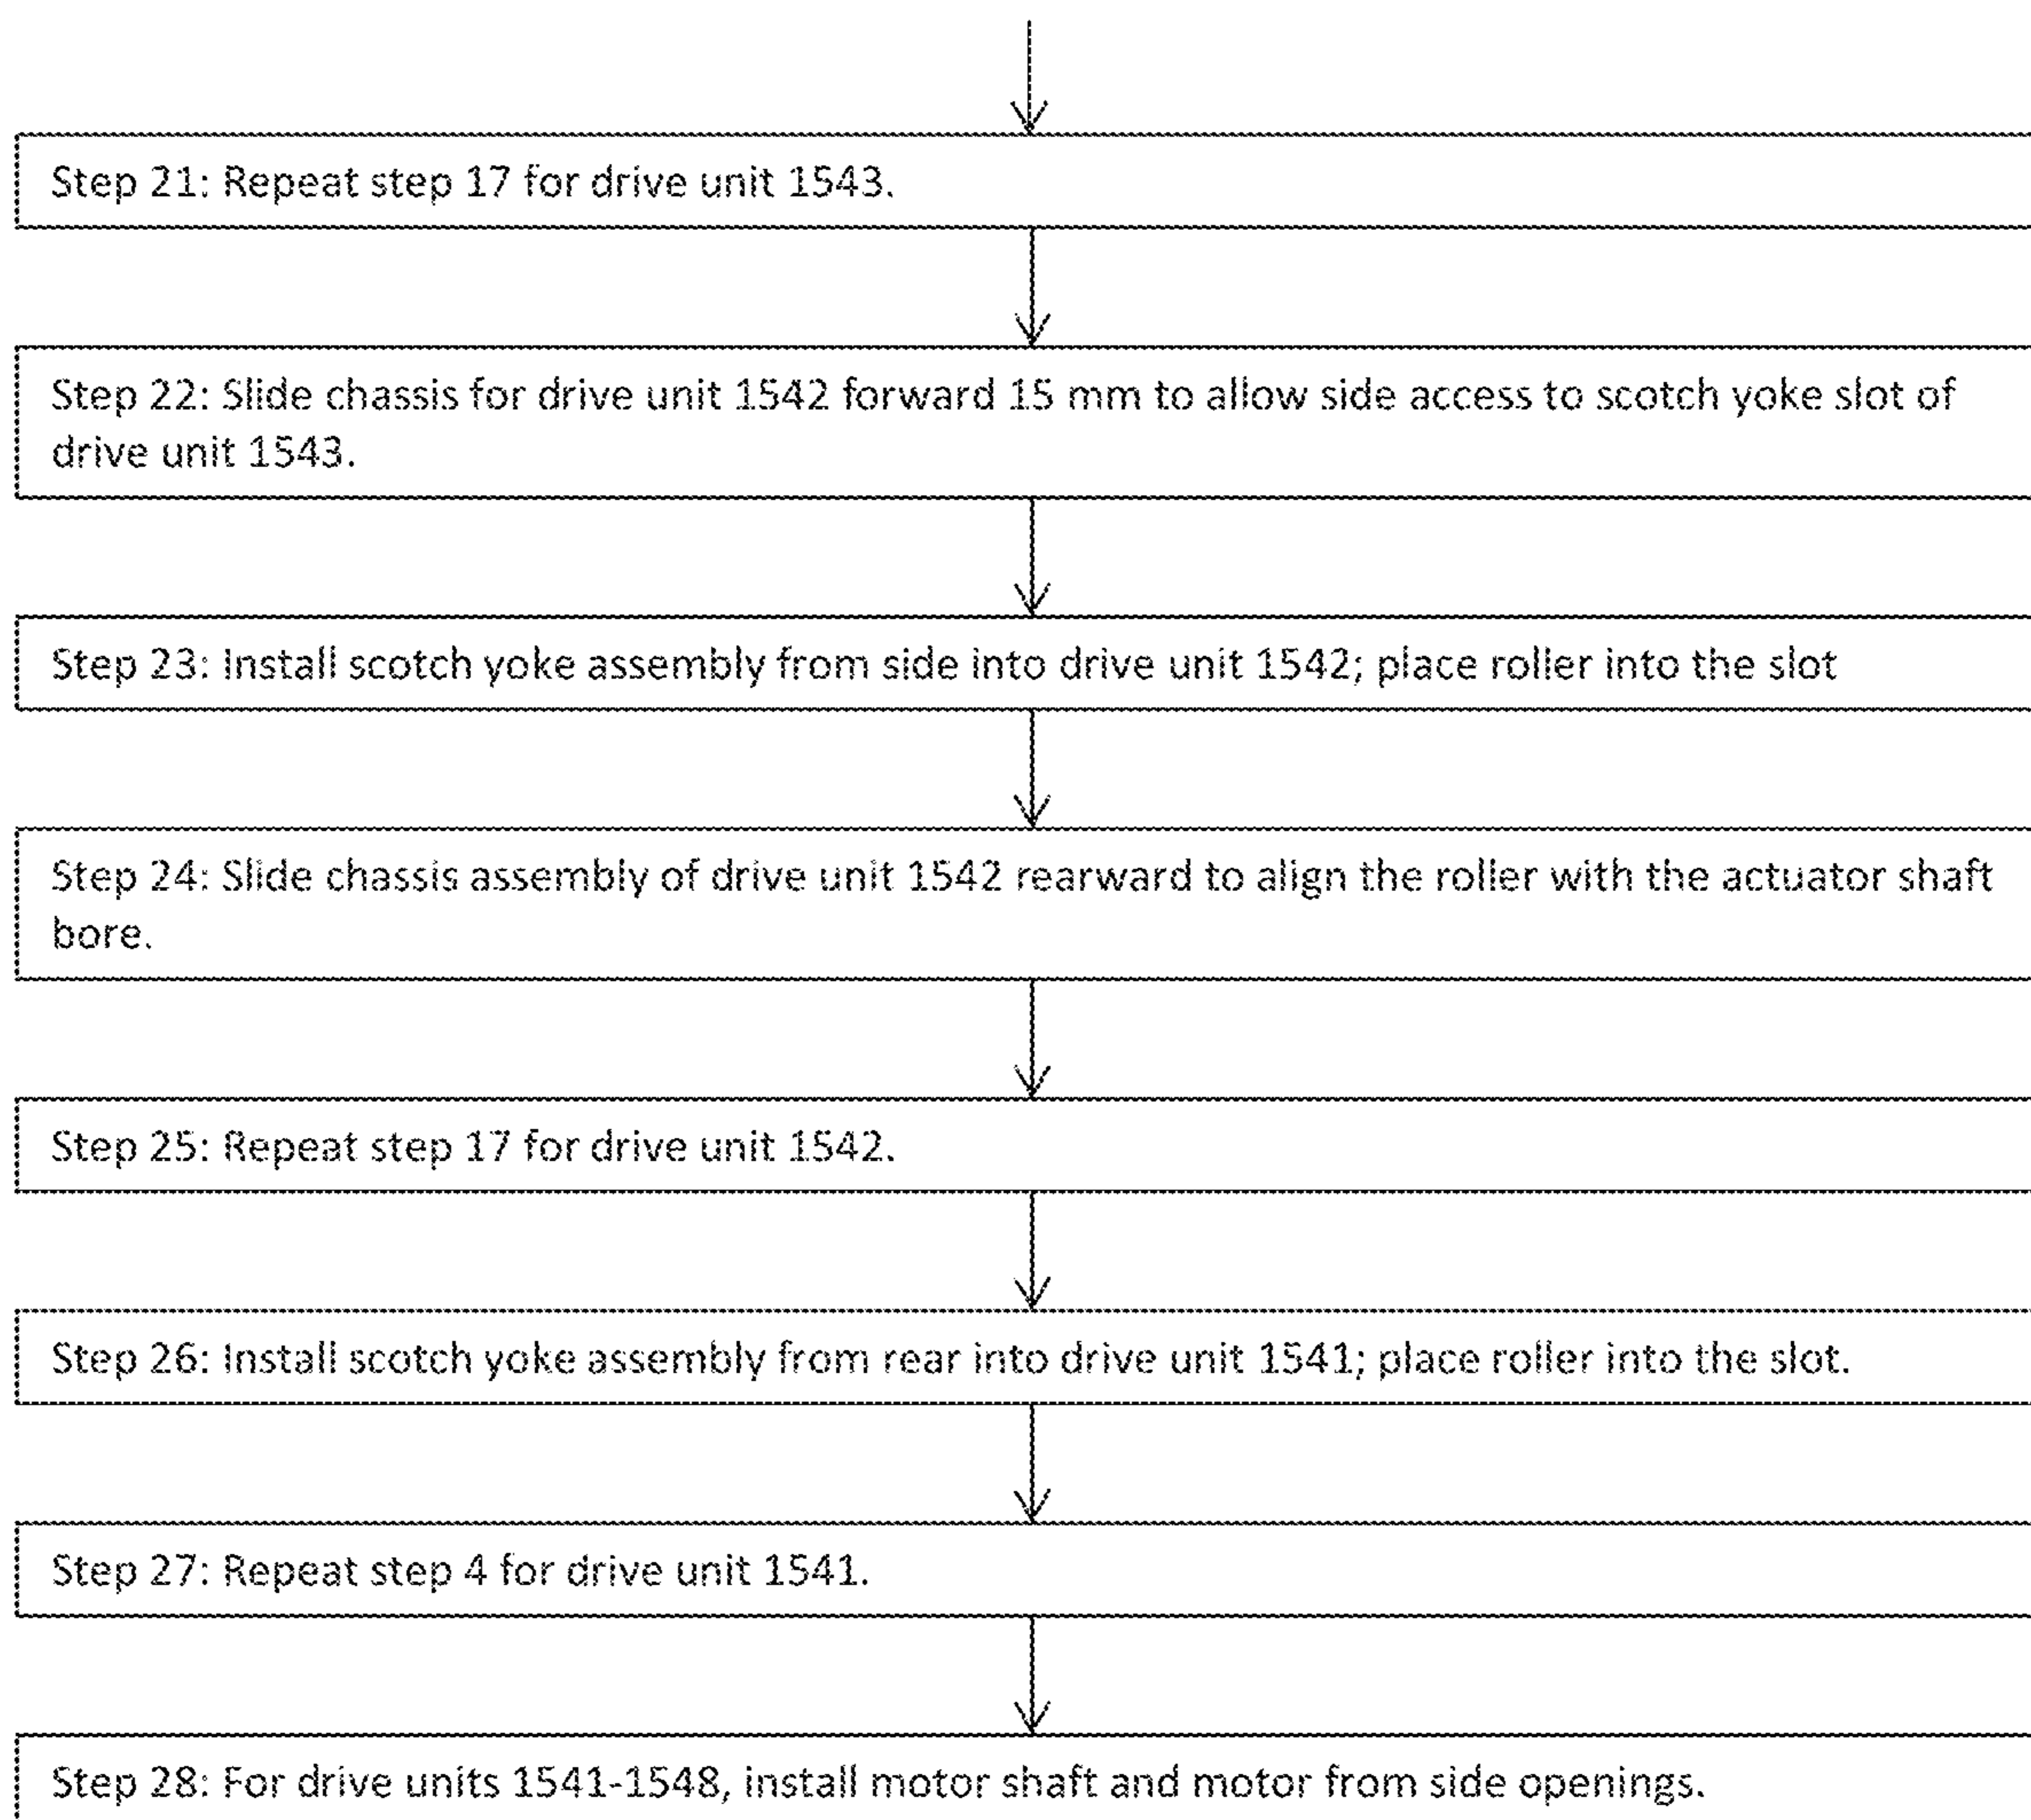 Step 21: Repeat step 17 for drive unit 1543.
Step 22: Slide chassis for drive unit 1542 forward 15 mm to allow side access to scotch yoke slot of
drive unit 1543.
Step 23: Install scotch yoke assembly from side into drive unit 1542; place roller into the slot
Step 24: Slide chassis assembly of drive unit 1542 rearward to align the roller with the actuator shaft
bore.
Step 25: Repeat step 17 for drive unit 1542.
Step 26: Install scotch yoke assembly from rear into drive unit 1541; place roller into the slot.
Step 27: Repeat step 4 for drive unit 1541.
Step 28: For drive units 1541-1548, install motor shaft and motor from side openings.